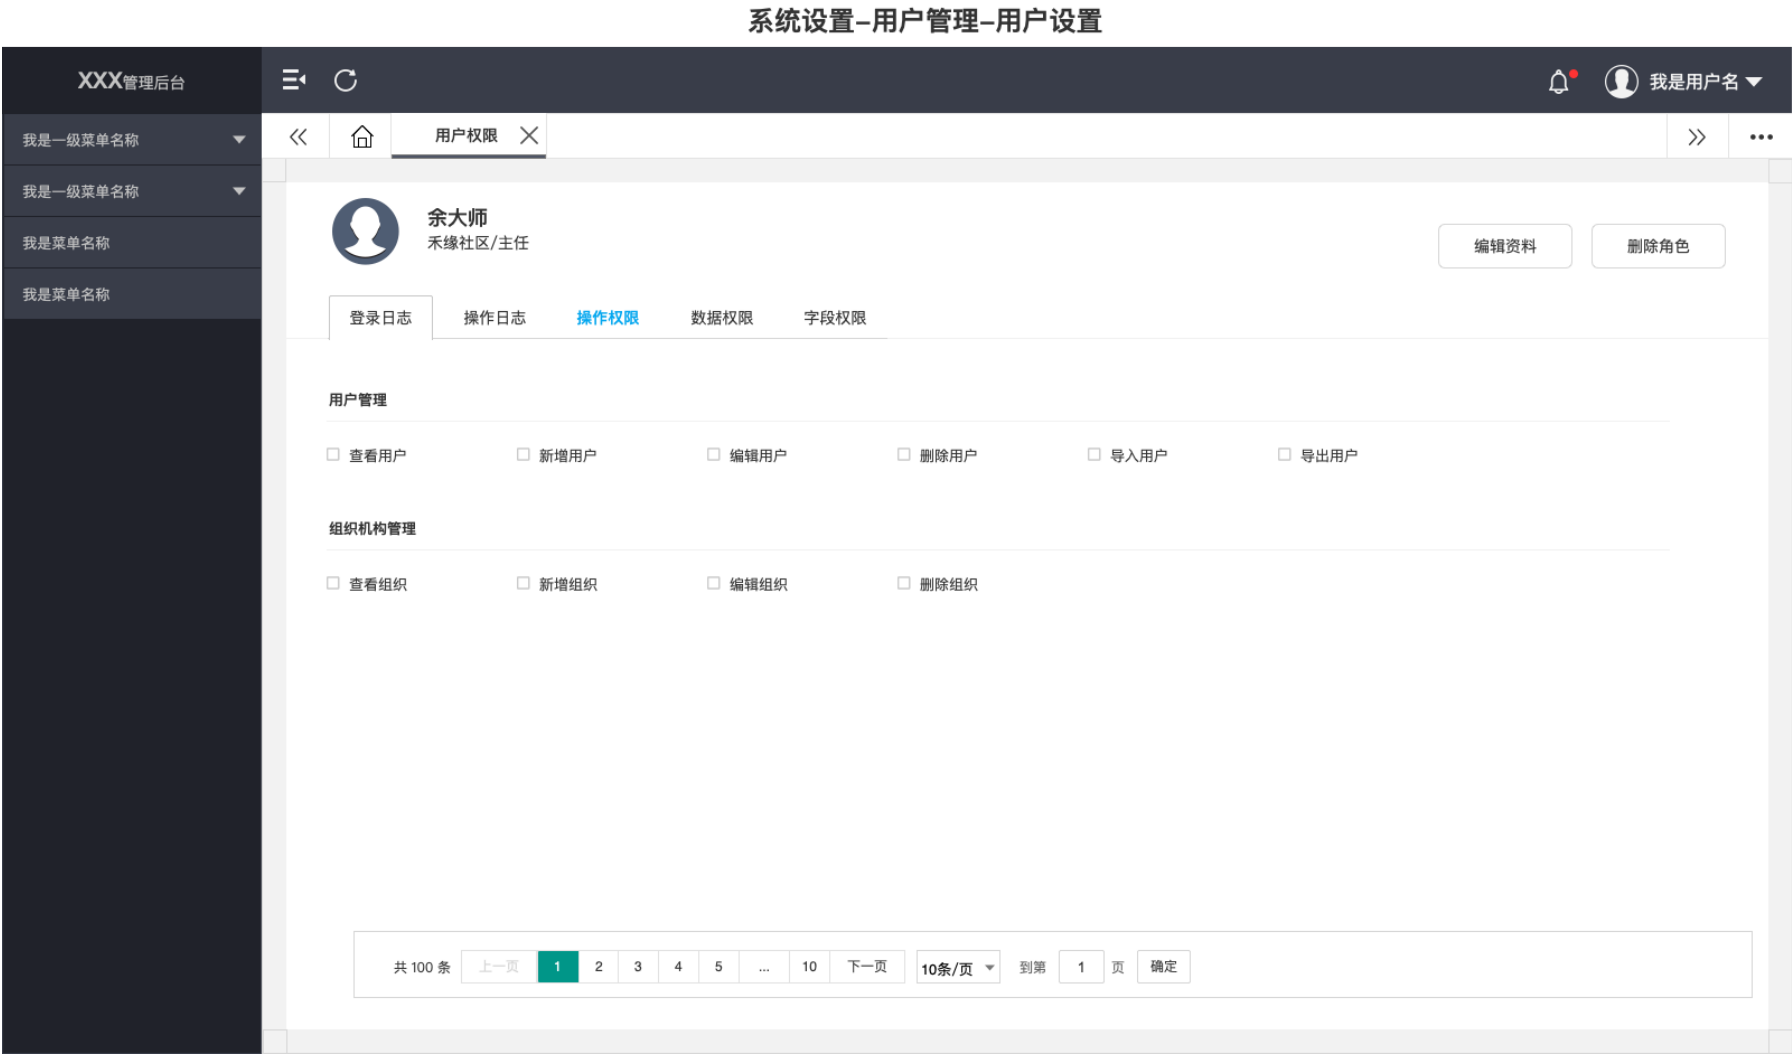 系统设置–用户管理–用户设置
XXX管理后台
我是用户名
我是一级菜单名称
用户权限
我是一级菜单名称
我是菜单名称
我是菜单名称
余大师
禾缘社区/主任
编辑资料 删除角色
登录日志 操作日志 操作权限 数据权限 字段权限
用户管理
查看用户 新增用户 编辑用户 删除用户 导入用户 导出用户
组织机构管理
查看组织 新增组织 编辑组织 删除组织
共 100 条 上一页 1 2 3 4 5 ... 10 下一页 10条/页 到第 1 页 确定